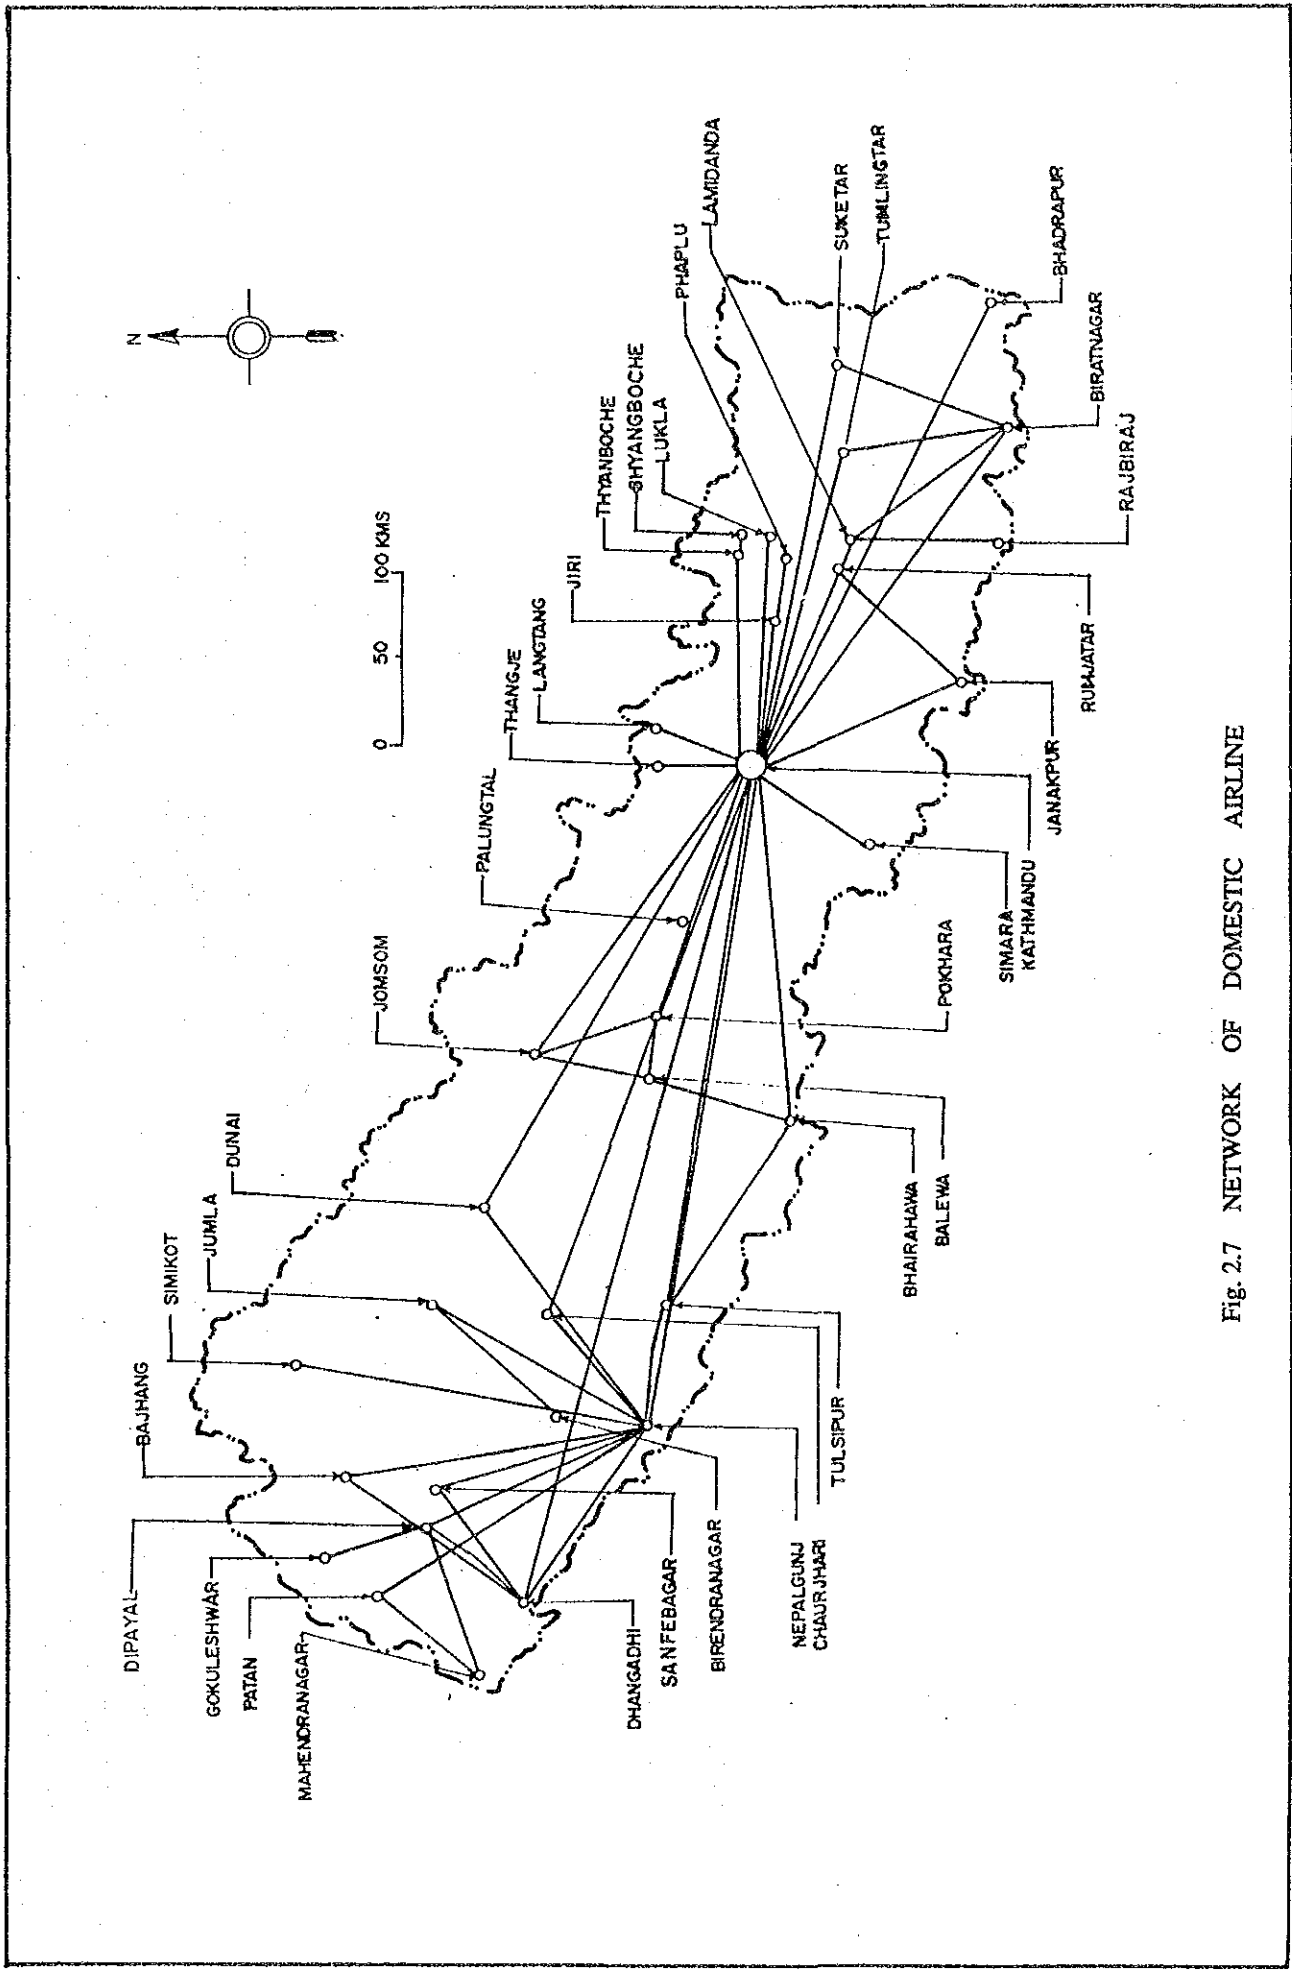 N
0 50 100 KMS
DIPAYAL
GOKULESHWAR
PATAN
MAHENDRANAGAR
BAJHANG
SIMIKOT
JUMLA
DUNAI
JOMSOM
PALUNGTAL
THANGJE
LANGTANG
JIRI
THYANBOCHE
SHYANGBOCHE
LUKLA
PHAPLU
LAMIDANDA
SUKETAR
TUMLINGTAR
BHADRAPUR
BIRATNAGAR
RAJBIRAJ
RUMJATAR
JANAKPUR
SIMARA
KATHMANDU
POKHARA
BALEWA
BHAIRAHAWA
TULSIPUR
NEPALGUNJ
CHAURJHARI
BIRENDRANAGAR
SANFEBAGAR
DHANGADHI
Fig. 2.7 NETWORK OF DOMESTIC AIRLINE